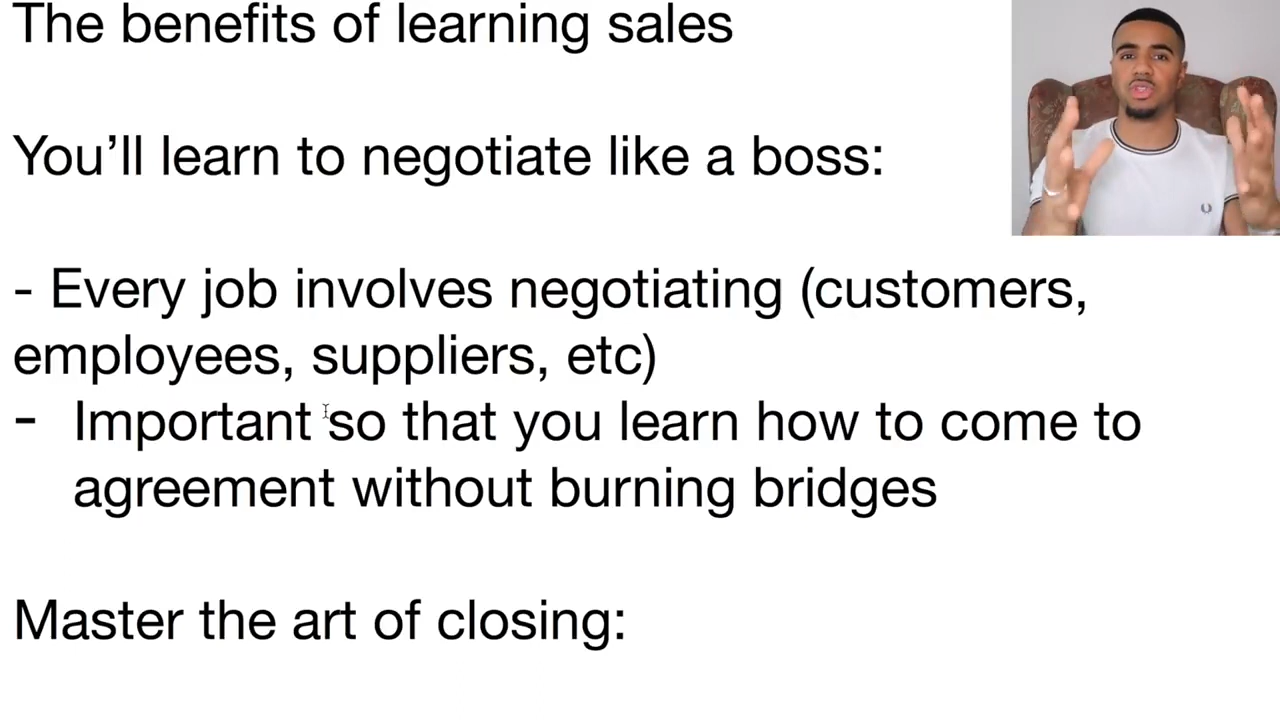 The benefits of learning sales
You’ll learn to negotiate like a boss:
- Every job involves negotiating (customers,
employees, suppliers, etc)
- Important so that you learn how to come to
agreement without burning bridges
Master the art of closing: